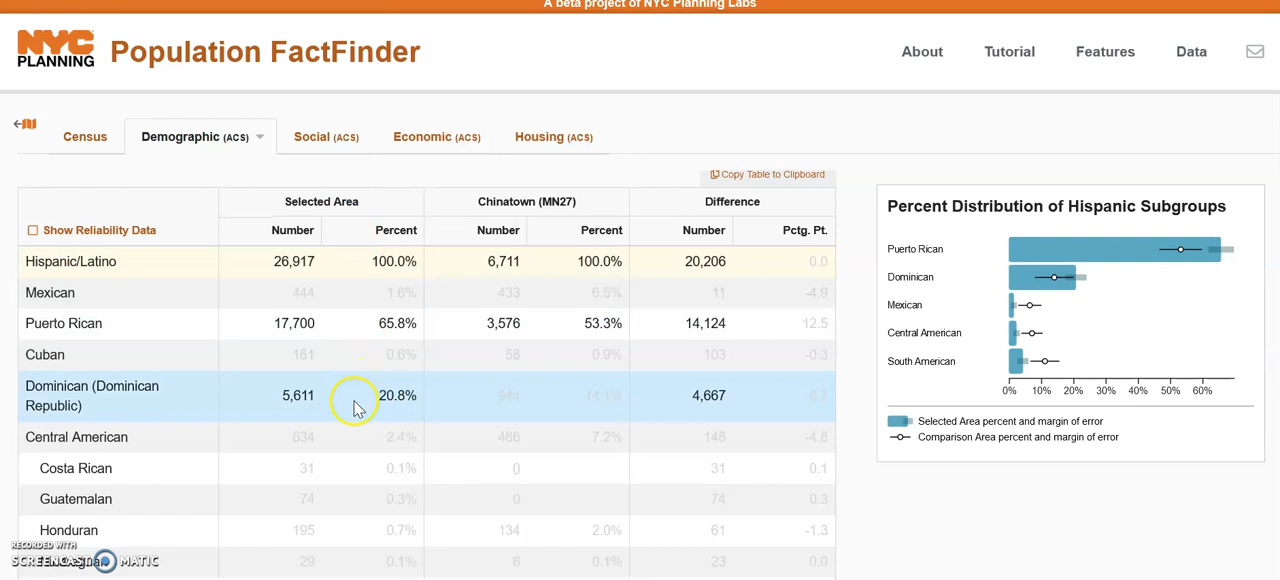 A beta project of NYC Planning Labs
NYC
PLANNING
Population FactFinder
About Tutorial Features Data
Census Demographic (ACS) Social (ACS) Economic (ACS) Housing (ACS)
Copy Table to Clipboard
Selected Area Chinatown (MN27) Difference
Show Reliability Data Number Percent Number Percent Number Pctg. Pt.
Hispanic/Latino 26,917 100.0% 6,711 100.0% 20,206 0.0
Mexican 444 1.6% 433 6.5% 11 -4.9
Puerto Rican 17,700 65.8% 3,576 53.3% 14,124 12.5
Cuban 161 0.6% 58 0.9% 103 -0.3
Dominican (Dominican
Republic) 5,611 20.8% 944 14.1% 4,667 6.7
Central American 634 2.4% 486 7.2% 148 -4.8
Costa Rican 31 0.1% 0 31 0.1
Guatemalan 74 0.3% 0 74 0.3
Honduran 195 0.7% 134 2.0% 61 -1.3
29 0.1% 6 0.1% 23 0.0
Percent Distribution of Hispanic Subgroups
Puerto Rican
Dominican
Mexican
Central American
South American
0% 10% 20% 30% 40% 50% 60%
Selected Area percent and margin of error
Comparison Area percent and margin of error
RECORDED WITH
SCREENCAST MATIC